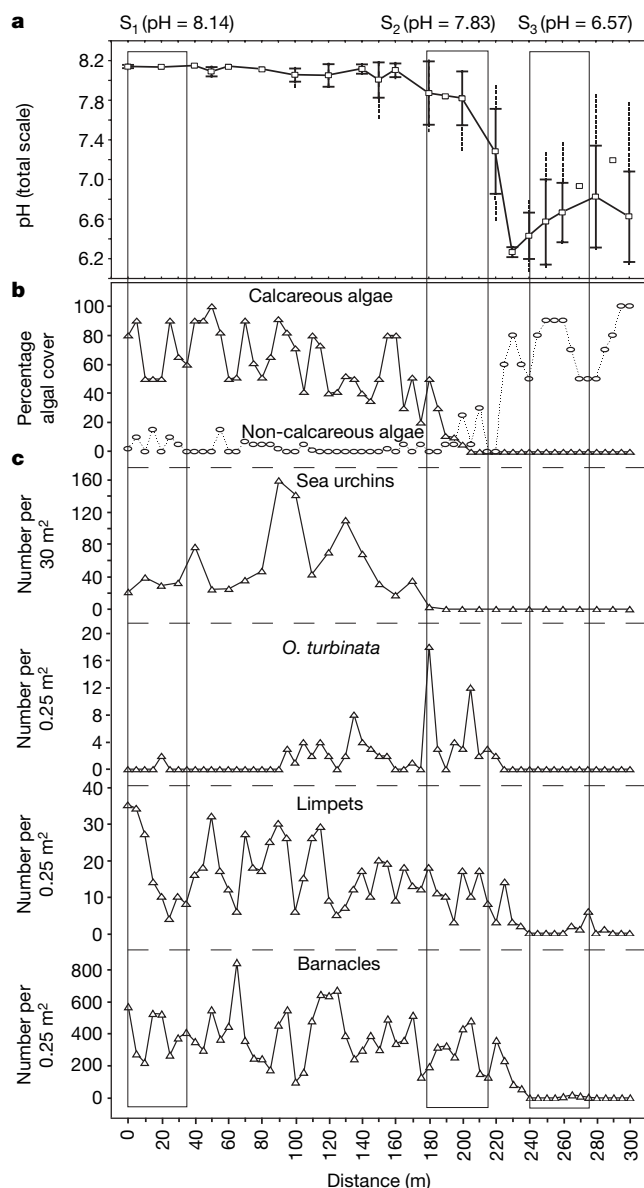 a
S1 (pH = 8.14)
S2 (pH = 7.83)
S3 (pH = 6.57)
8.2
7.8
7.4
7.0
6.6
6.2
pH (total scale)
b
Calcareous algae
100
80
60
40
20
0
Percentage
algal cover
Non-calcareous algae
c
Sea urchins
160
120
80
40
0
Number per
30 m²
O. turbinata
20
16
12
8
4
0
Number per
0.25 m²
Limpets
40
30
20
10
0
Number per
0.25 m²
Barnacles
800
600
400
200
0
Number per
0.25 m²
0 20 40 60 80 100 120 140 160 180 200 220 240 260 280 300
Distance (m)